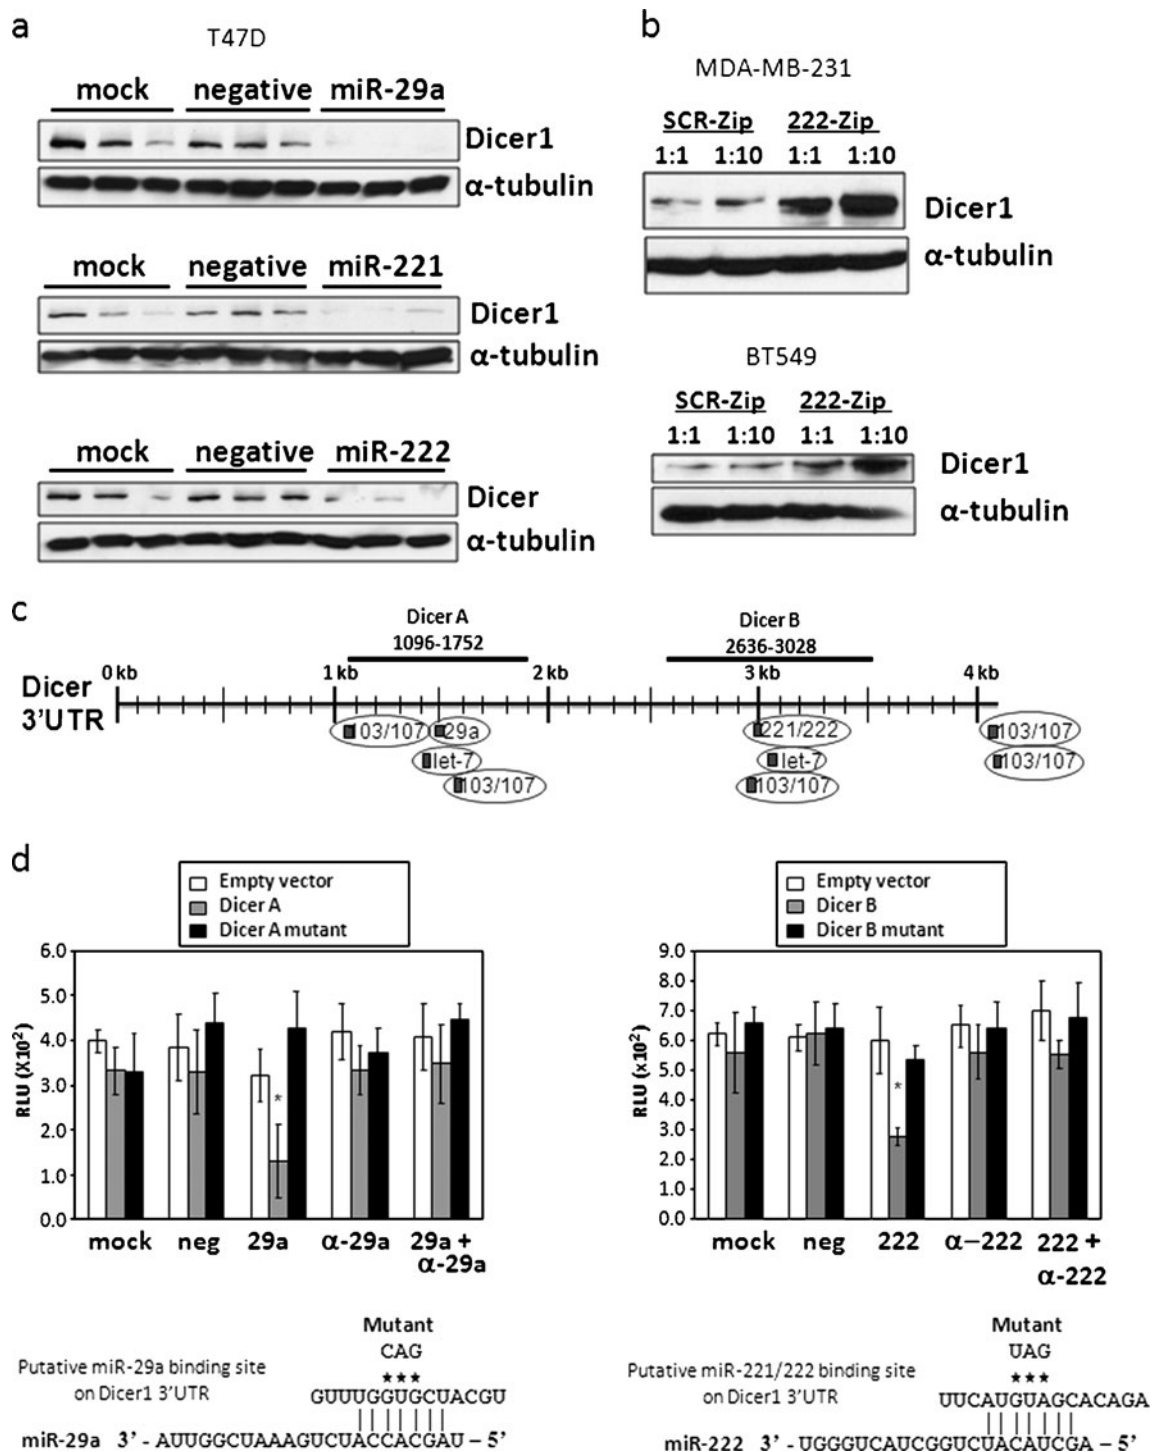 a
T47D
mock negative miR-29a
Dicer1
α-tubulin
mock negative miR-221
Dicer1
α-tubulin
mock negative miR-222
Dicer
α-tubulin
b
MDA-MB-231
SCR-Zip 222-Zip
1:1 1:10 1:1 1:10
Dicer1
α-tubulin
BT549
SCR-Zip 222-Zip
1:1 1:10 1:1 1:10
Dicer1
α-tubulin
c
Dicer A
1096-1752
Dicer B
2636-3028
0 kb 1 kb 2 kb 3 kb 4 kb
Dicer
3'UTR
103/107 29a 221/222 103/107
let-7 let-7 103/107
103/107 103/107
d
Empty vector
Dicer A
Dicer A mutant
6.0
5.0
4.0
3.0
2.0
1.0
0.0
RLU (X10²)
*
mock neg 29a α-29a 29a +
α-29a
Mutant
CAG
Putative miR-29a binding site
on Dicer1 3'UTR
★★★
GUUUGGUGCUACGU
miR-29a 3' - AUUGGCUAAAGUCUACCACGAU – 5'
Empty vector
Dicer B
Dicer B mutant
9.0
8.0
7.0
6.0
5.0
4.0
3.0
2.0
1.0
0.0
RLU (x10²)
*
mock neg 222 α–222 222 +
α-222
Mutant
UAG
Putative miR-221/222 binding site
on Dicer1 3'UTR
★★★
UUCAUGUAGCACAGA
miR-222 3' - UGGGUCAUCGGUCUACAUCGA – 5'